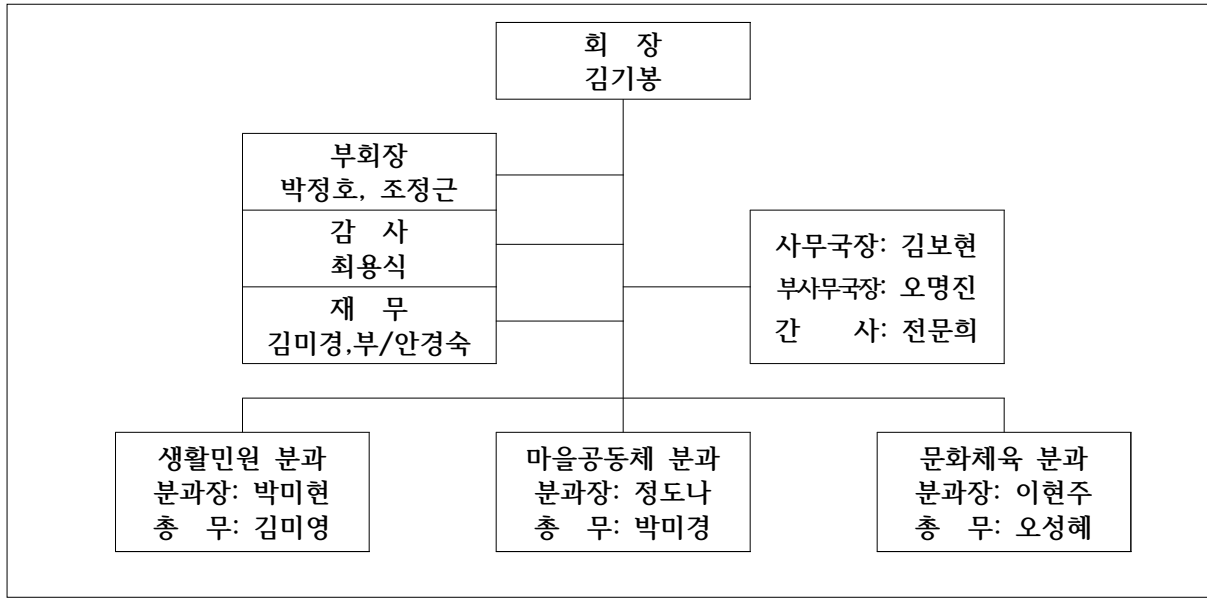 회 장
김기봉
부회장
박정호, 조정근
감 사
최용식
재 무
김미경,부/안경숙
사무국장: 김보현
부사무국장: 오명진
간 사: 전문희
생활민원 분과
분과장: 박미현
총 무: 김미영
마을공동체 분과
분과장: 정도나
총 무: 박미경
문화체육 분과
분과장: 이현주
총 무: 오성혜